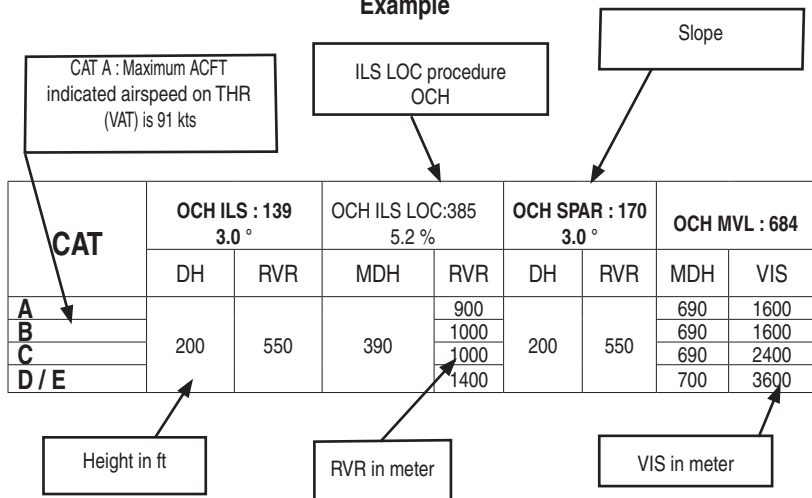 Example
CAT A : Maximum ACFT
indicated airspeed on THR
(VAT) is 91 kts
ILS LOC procedure
OCH
Slope
CAT
OCH ILS : 139
3.0 °
OCH ILS LOC:385
5.2 %
OCH SPAR : 170
3.0 °
OCH MVL : 684
DH RVR MDH RVR DH RVR MDH VIS
A 900 690 1600
B 1000 690 1600
200 550 390 200 550
C 1000 690 2400
D / E 1400 700 3600
Height in ft
RVR in meter
VIS in meter